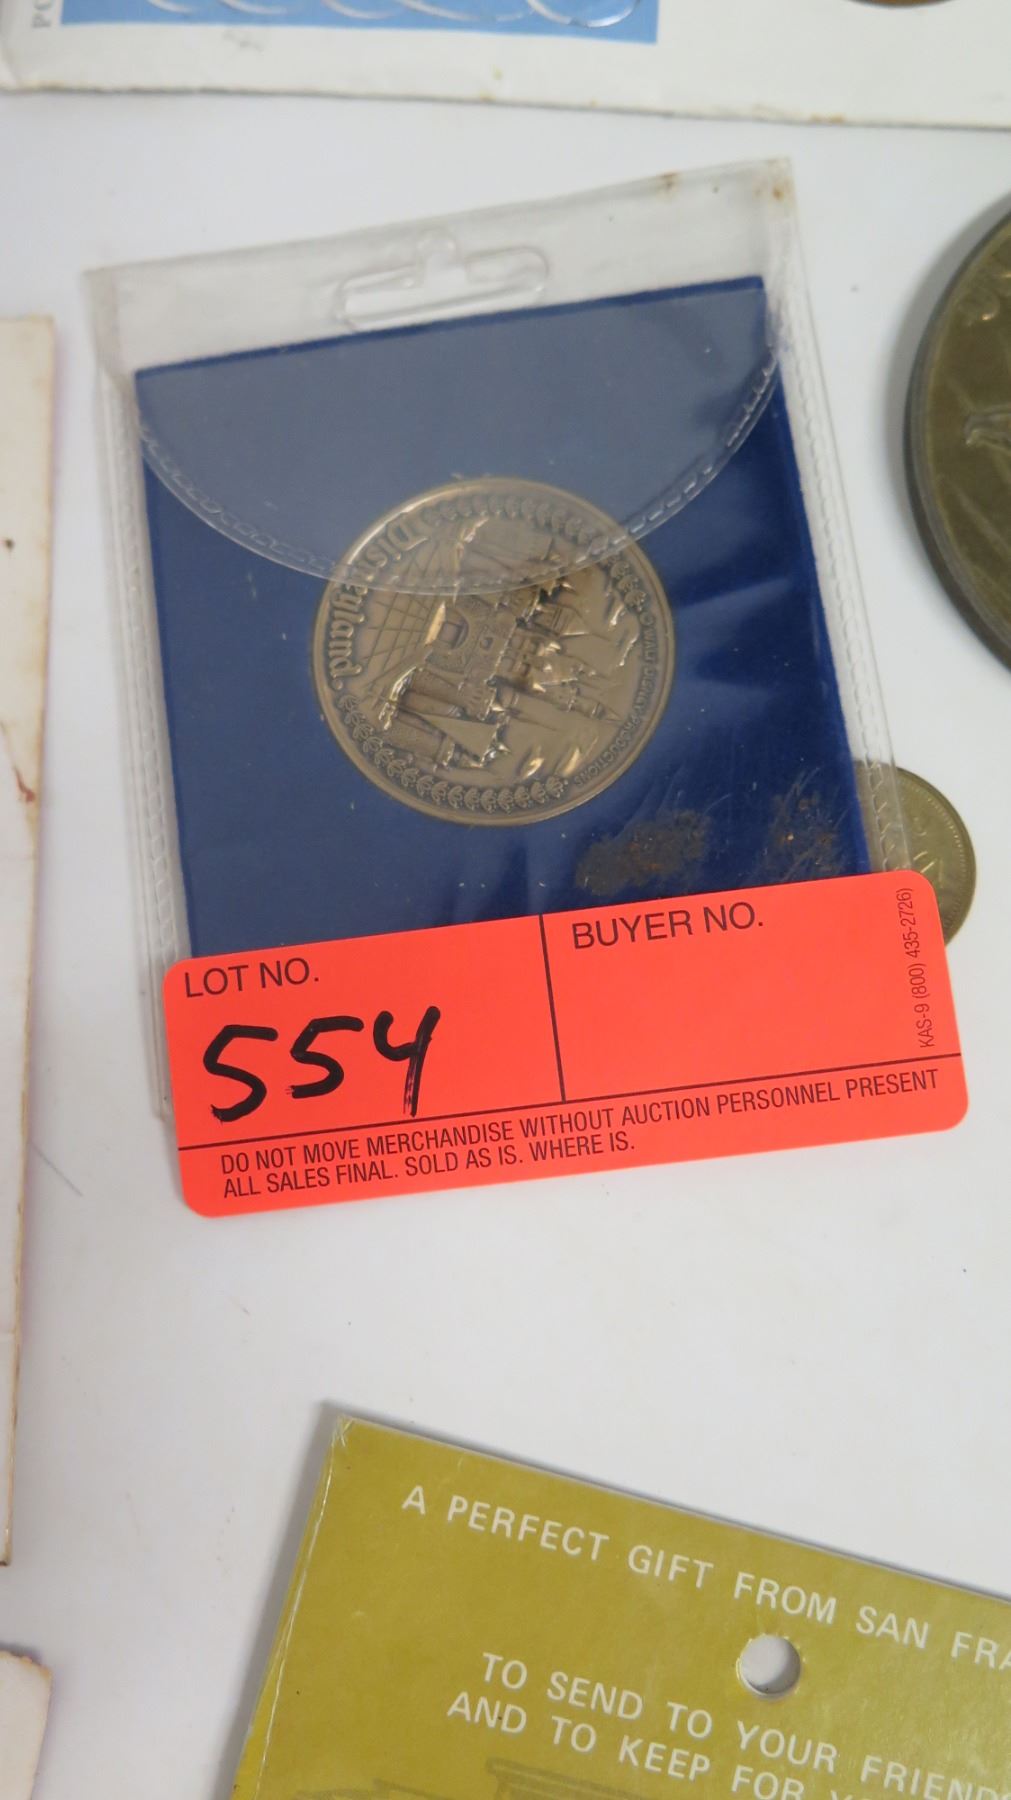 Disneyland
© WALT DISNEY PRODUCTIONS
LOT NO.
554
BUYER NO.
KAS-9 (800) 435-2726)
DO NOT MOVE MERCHANDISE WITHOUT AUCTION PERSONNEL PRESENT
ALL SALES FINAL. SOLD AS IS. WHERE IS.
A PERFECT GIFT FROM SAN FRA
TO SEND TO YOUR FRIENDS
AND TO KEEP FOR